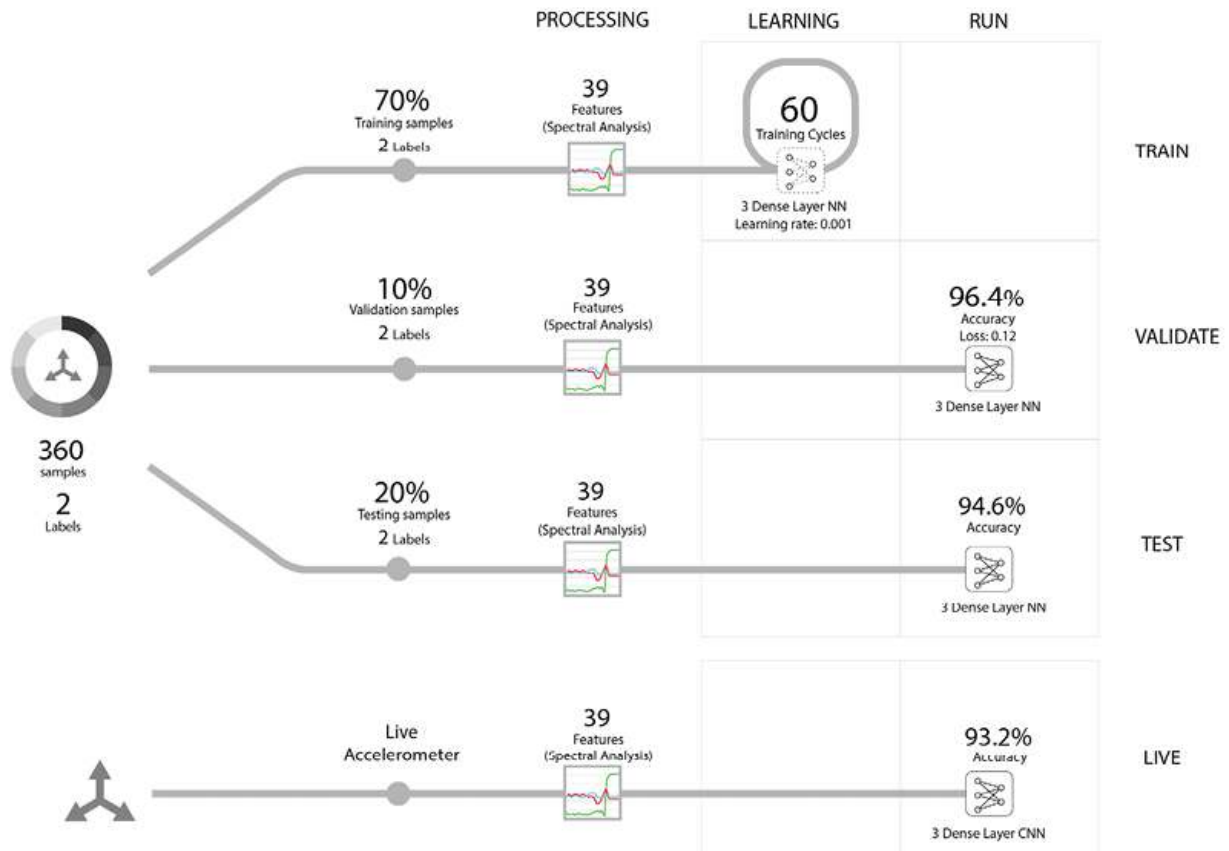 PROCESSING
LEARNING
RUN
70%
Training samples
2 Labels
39
Features
(Spectral Analysis)
60
Training Cycles
3 Dense Layer NN
Learning rate: 0.001
TRAIN
10%
Validation samples
2 Labels
39
Features
(Spectral Analysis)
96.4%
Accuracy
Loss: 0.12
3 Dense Layer NN
VALIDATE
360
samples
2
Labels
20%
Testing samples
2 Labels
39
Features
(Spectral Analysis)
94.6%
Accuracy
3 Dense Layer NN
TEST
Live
Accelerometer
39
Features
(Spectral Analysis)
93.2%
Accuracy
3 Dense Layer CNN
LIVE